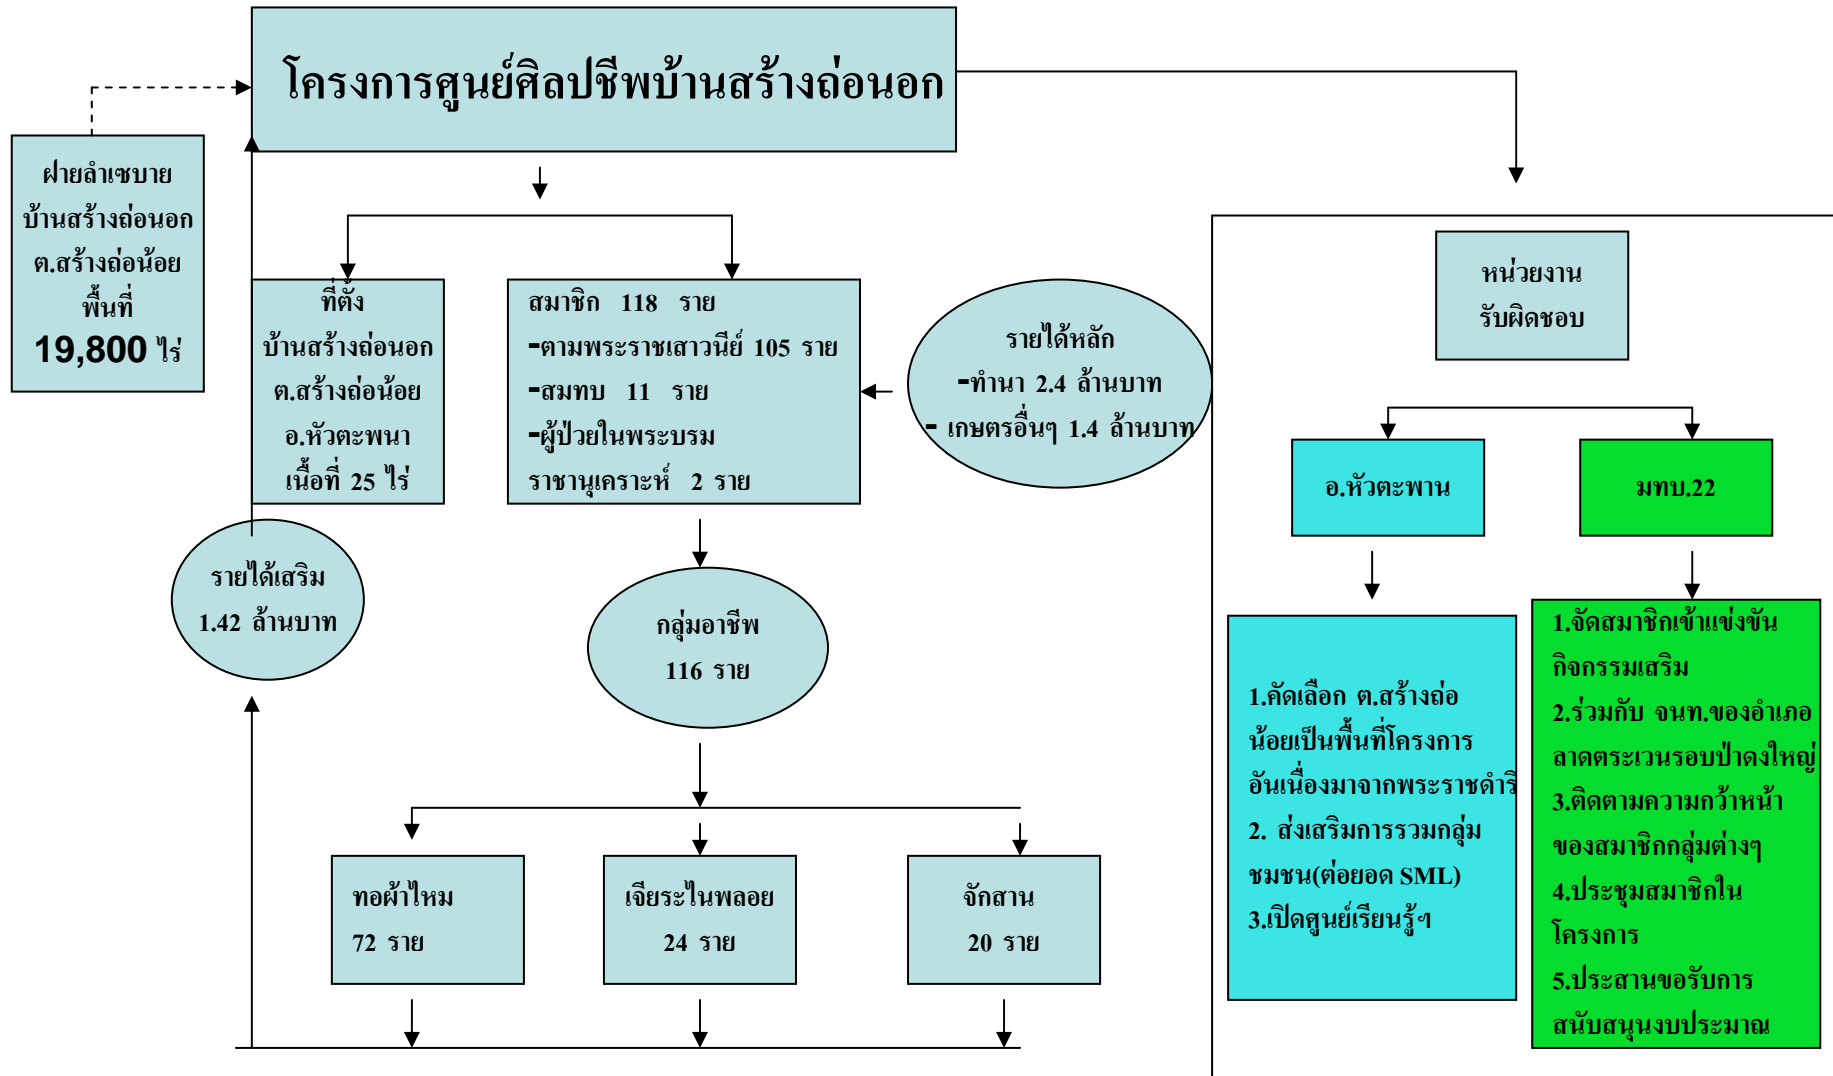 โครงการศูนย์ศิลปชีพบ้านสร้างถ่อนอก
ฝายลำเซบาย
บ้านสร้างถ่อนอก
ต.สร้างถ่อน้อย
พื้นที่
19,800 ไร่
ที่ตั้ง
บ้านสร้างถ่อนอก
ต.สร้างถ่อน้อย
อ.หัวตะพนา
เนื้อที่ 25 ไร่
สมาชิก 118 ราย
-ตามพระราชเสาวนีย์ 105 ราย
-สมทบ 11 ราย
-ผู้ป่วยในพระบรม
ราชานุเคราะห์ 2 ราย
รายได้หลัก
-ทำนา 2.4 ล้านบาท
- เกษตรอื่นๆ 1.4 ล้านบาท
รายได้เสริม
1.42 ล้านบาท
กลุ่มอาชีพ
116 ราย
ทอผ้าไหม
72 ราย
เจียระไนพลอย
24 ราย
จักสาน
20 ราย
หน่วยงาน
รับผิดชอบ
อ.หัวตะพาน
มทบ.22
1.คัดเลือก ต.สร้างถ่อ
น้อยเป็นพื้นที่โครงการ
อันเนื่องมาจากพระราชดำริ
2. ส่งเสริมการรวมกลุ่ม
ชมชน(ต่อยอด SML)
3.เปิดศูนย์เรียนรู้ฯ
1.จัดสมาชิกเข้าแข่งขัน
กิจกรรมเสริม
2.ร่วมกับ จนท.ของอำเภอ
ลาดตระเวนรอบป่าดงใหญ่
3.ติดตามความกว้าหน้า
ของสมาชิกกลุ่มต่างๆ
4.ประชุมสมาชิกใน
โครงการ
5.ประสานขอรับการ
สนับสนุนงบประมาณ